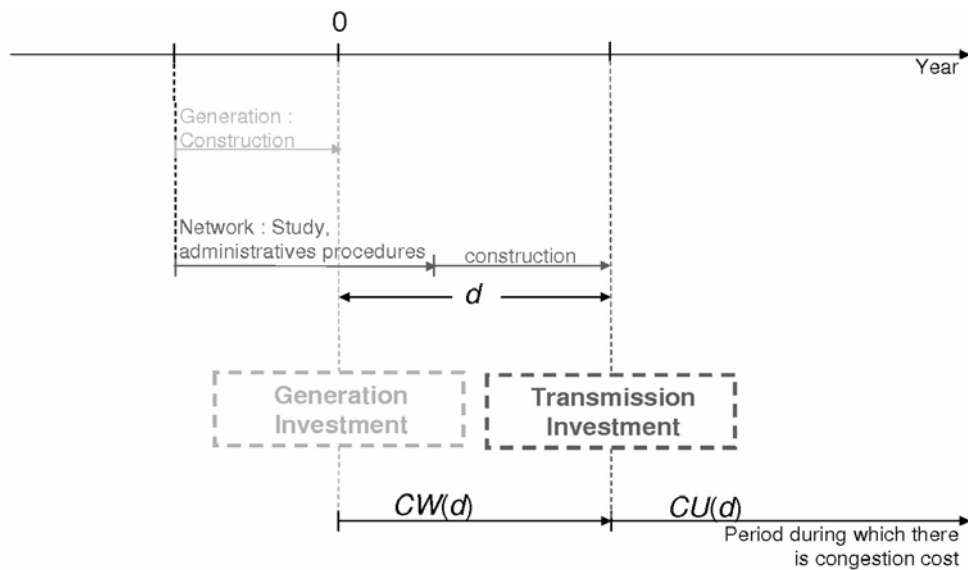 0
Year
Generation :
Construction
Network : Study,
administratives procedures
construction
d
Generation
Investment
Transmission
Investment
CW(d)
CU(d)
Period during which there
is congestion cost